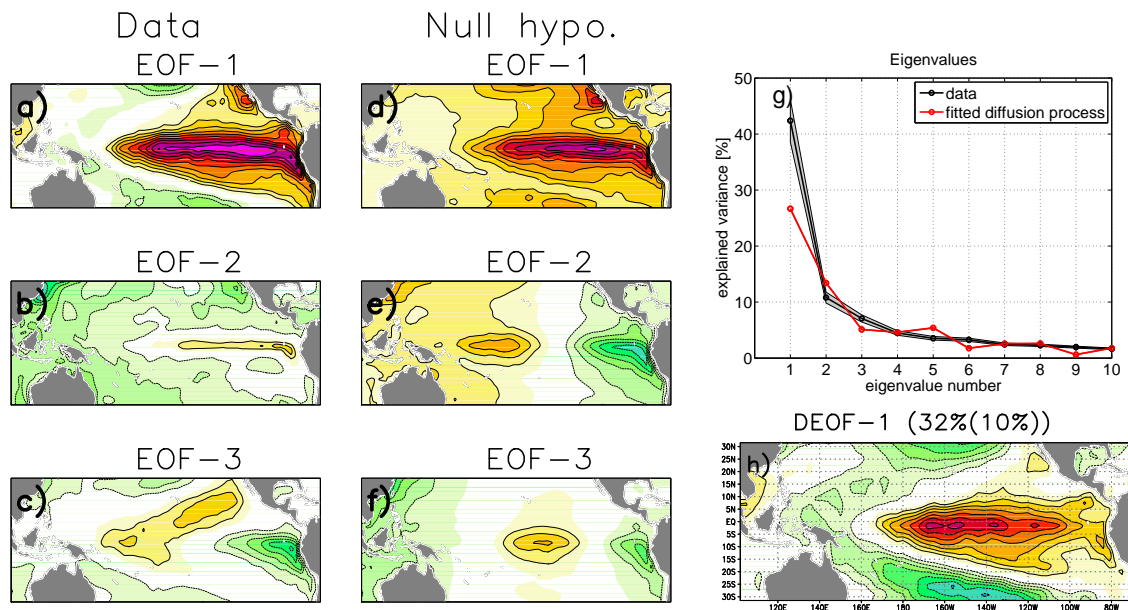 Data
EOF-1
a)
EOF-2
b)
EOF-3
c)
Null hypo.
EOF-1
d)
EOF-2
e)
EOF-3
f)
Eigenvalues
g)
data
fitted diffusion process
explained variance [%]
50
40
30
20
10
0
1 2 3 4 5 6 7 8 9 10
eigenvalue number
DEOF-1 (32%(10%))
h)
30N
25N
20N
15N
10N
5N
EQ
5S
10S
15S
20S
25S
30S
120E 140E 160E 180 160W 140W 120W 100W 80W